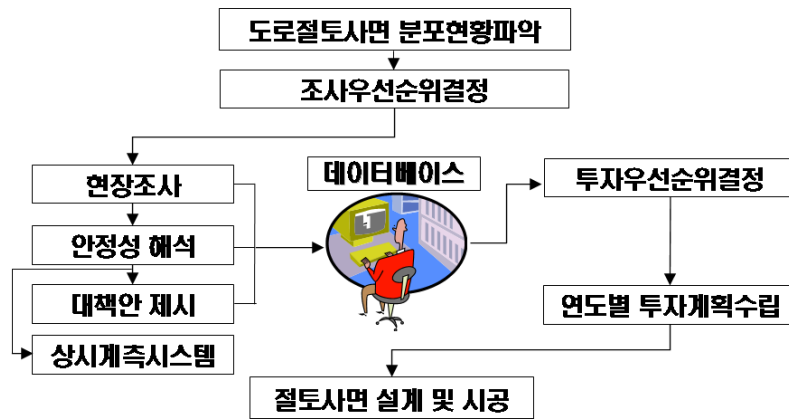 도로절토사면 분포현황파악
조사우선순위결정
현장조사
안정성 해석
대책안 제시
상시계측시스템
데이터베이스
투자우선순위결정
연도별 투자계획수립
절토사면 설계 및 시공